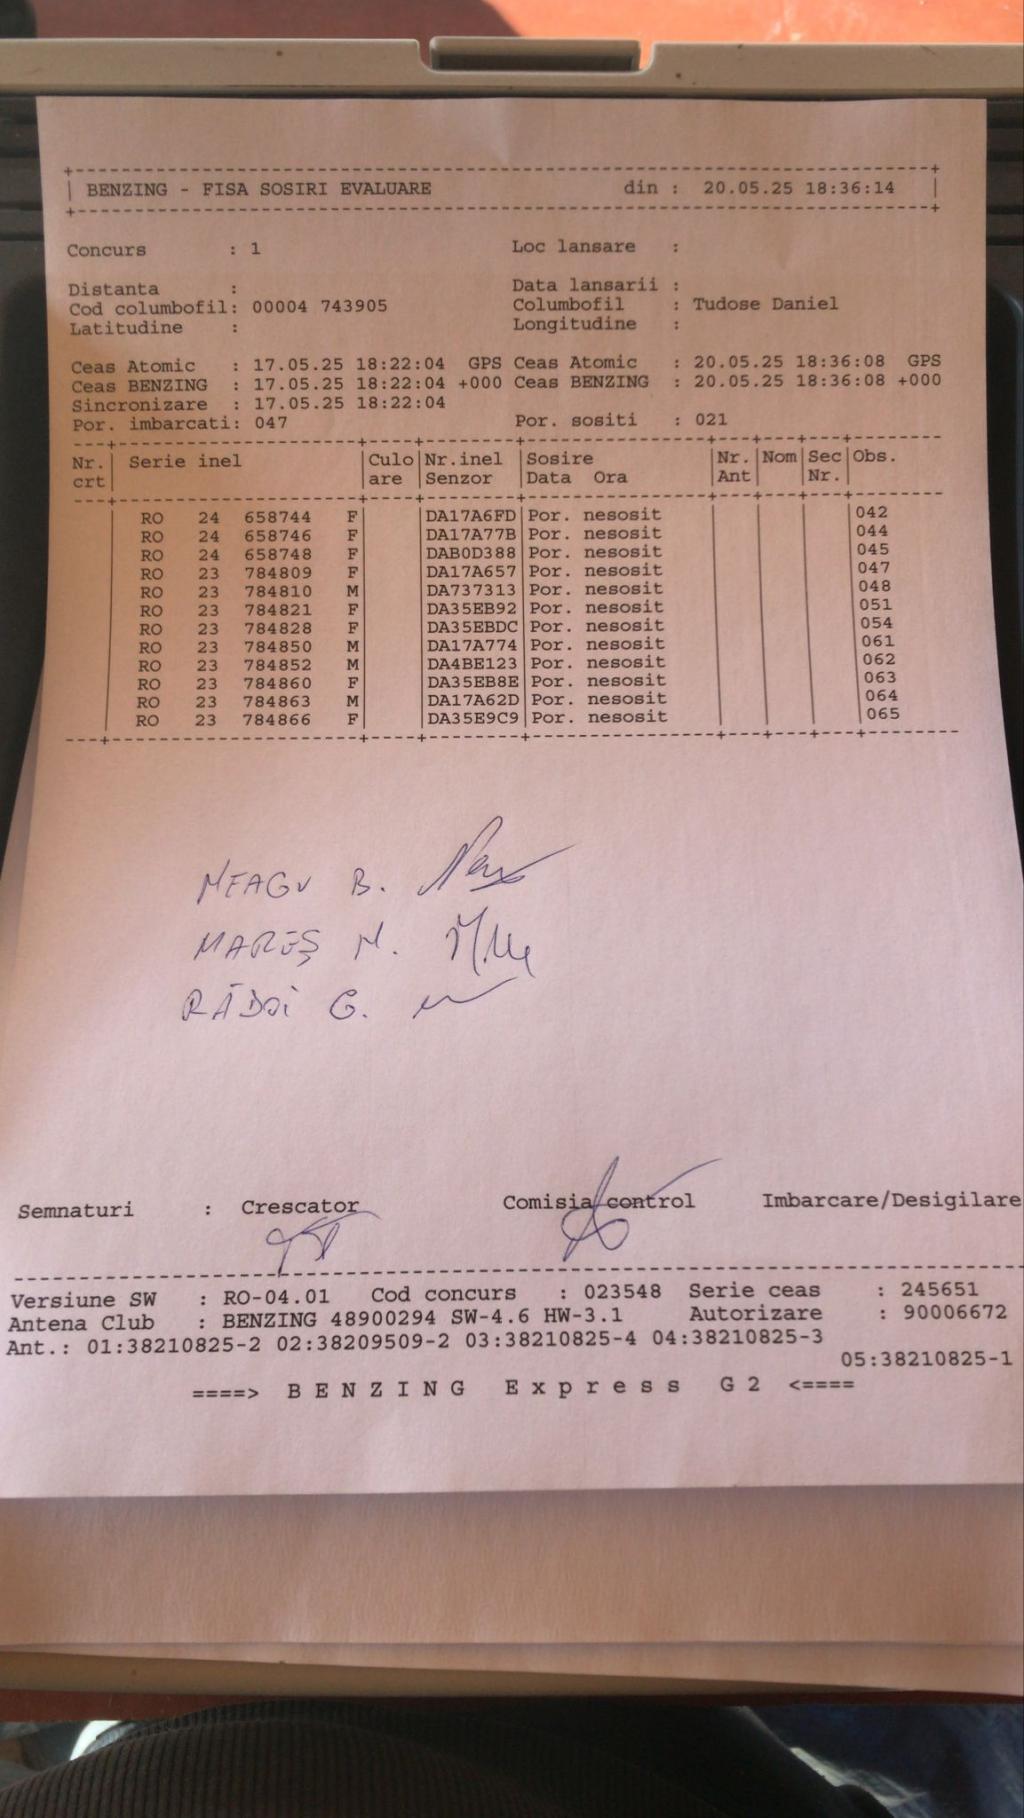 BENZING - FISA SOSIRI EVALUARE din : 20.05.25 18:36:14
Concurs : 1 Loc lansare :
Distanta : Data lansarii :
Cod columbofil: 00004 743905 Columbofil : Tudose Daniel
Latitudine : Longitudine :
Ceas Atomic : 17.05.25 18:22:04 GPS Ceas Atomic : 20.05.25 18:36:08 GPS
Ceas BENZING : 17.05.25 18:22:04 +000 Ceas BENZING : 20.05.25 18:36:08 +000
Sincronizare : 17.05.25 18:22:04
Por. imbarcati: 047 Por. sositi : 021
Nr. Serie inel Culo Nr.inel Sosire Nr. Nom Sec Obs.
crt are Senzor Data Ora Ant Nr.
RO 24 658744 F DA17A6FD Por. nesosit 042
RO 24 658746 F DA17A77B Por. nesosit 044
RO 24 658748 F DAB0D388 Por. nesosit 045
RO 23 784809 F DA17A657 Por. nesosit 047
RO 23 784810 M DA737313 Por. nesosit 048
RO 23 784821 F DA35EB92 Por. nesosit 051
RO 23 784828 F DA35EBDC Por. nesosit 054
RO 23 784850 M DA17A774 Por. nesosit 061
RO 23 784852 M DA4BE123 Por. nesosit 062
RO 23 784860 F DA35EB8E Por. nesosit 063
RO 23 784863 M DA17A62D Por. nesosit 064
RO 23 784866 F DA35E9C9 Por. nesosit 065
NEAGU B.
MAREȘ M.
RĂDOI G.
Semnaturi : Crescator Comisia control Imbarcare/Desigilare
Versiune SW : RO-04.01 Cod concurs : 023548 Serie ceas : 245651
Antena Club : BENZING 48900294 SW-4.6 HW-3.1 Autorizare : 90006672
Ant.: 01:38210825-2 02:38209509-2 03:38210825-4 04:38210825-3
05:38210825-1
====> B E N Z I N G E x p r e s s G 2 <====